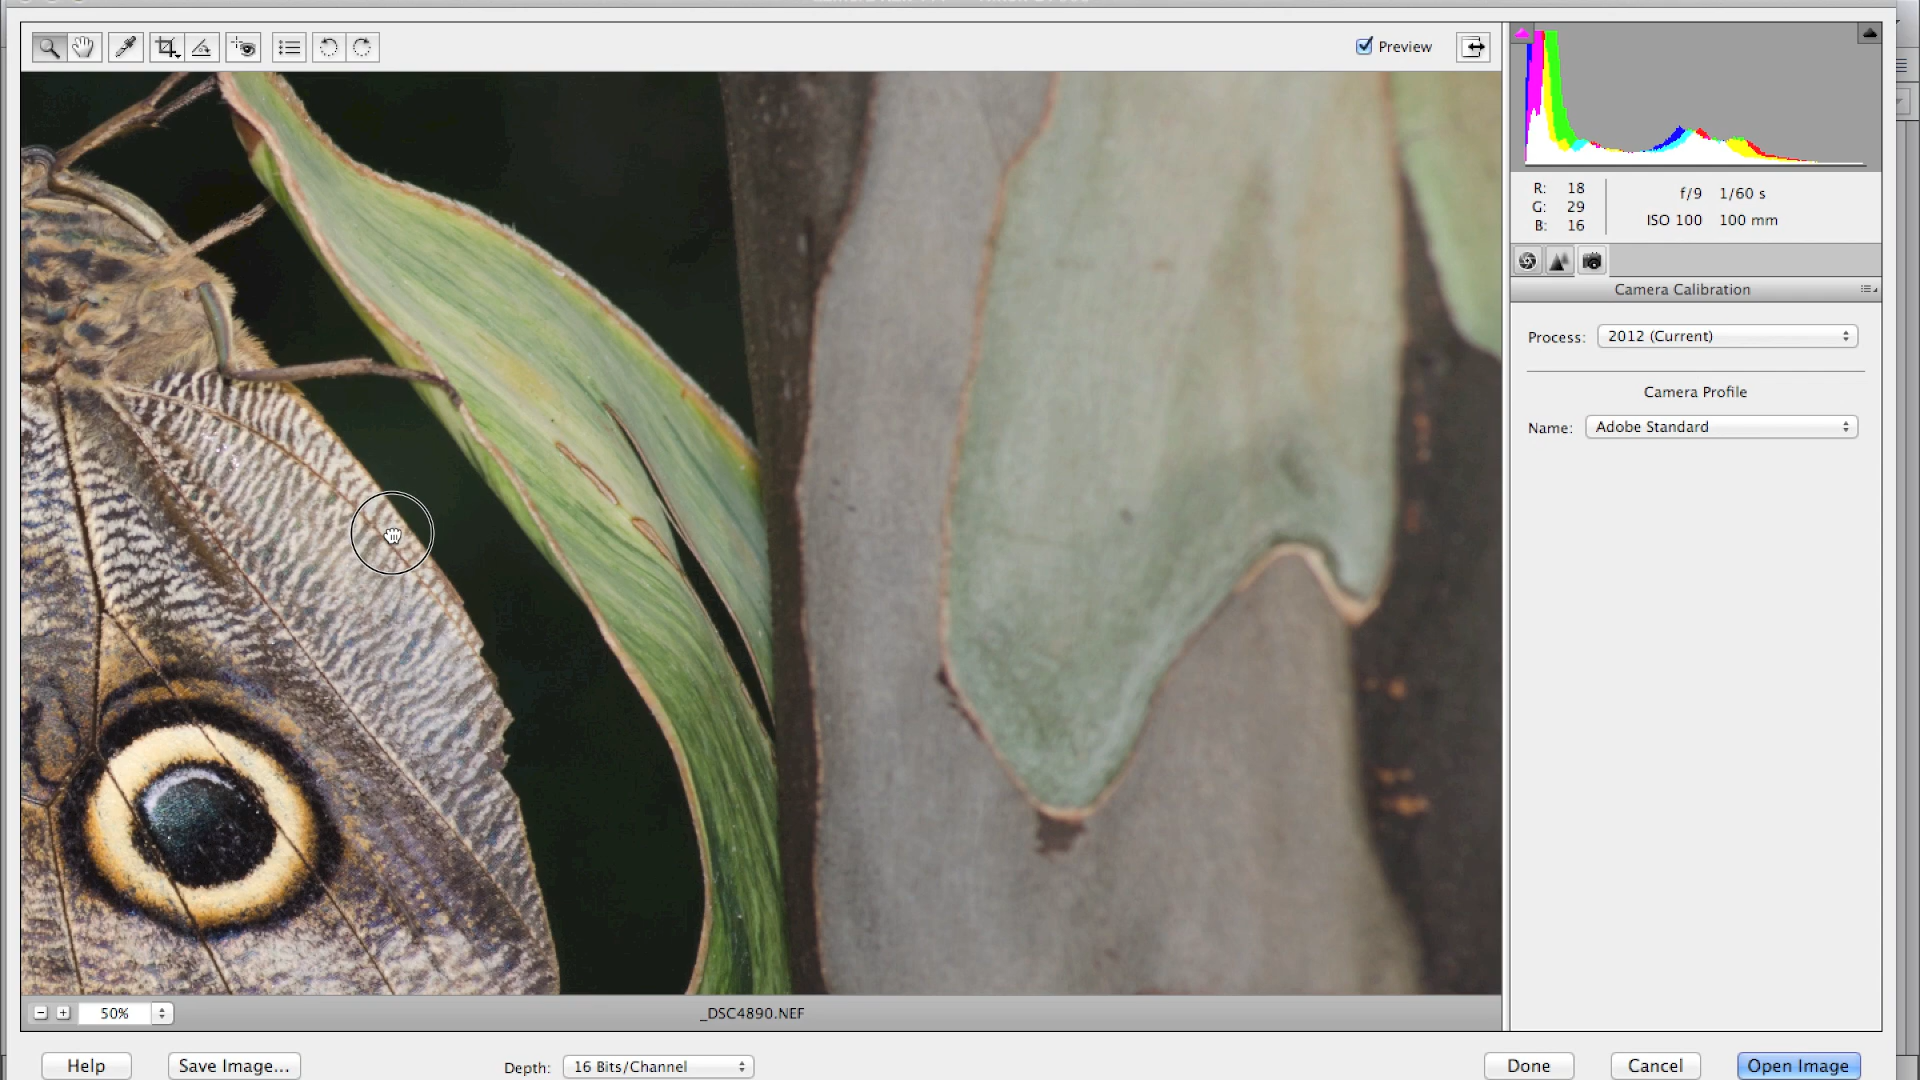 Preview
R: 18
G: 29
B: 16
f/9 1/60 s
ISO 100 100 mm
Camera Calibration
Process: 2012 (Current)
Camera Profile
Name: Adobe Standard
50%
_DSC4890.NEF
Help
Save Image...
Depth: 16 Bits/Channel
Done
Cancel
Open Image